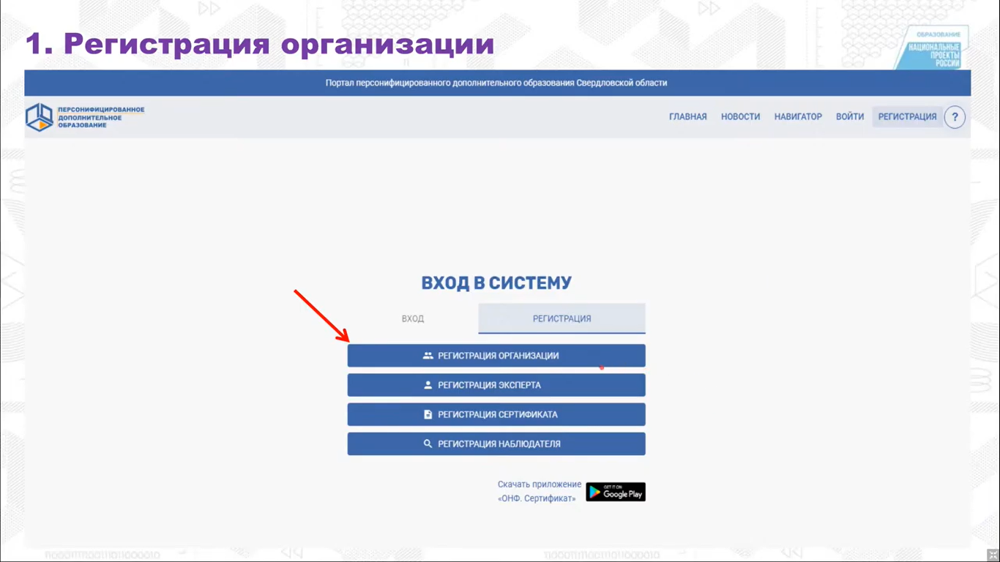 1. Регистрация организации
ОБРАЗОВАНИЕ
НАЦИОНАЛЬНЫЕ
ПРОЕКТЫ
РОССИИ
Портал персонифицированного дополнительного образования Свердловской области
ПЕРСОНИФИЦИРОВАННОЕ
ДОПОЛНИТЕЛЬНОЕ
ОБРАЗОВАНИЕ
ГЛАВНАЯ НОВОСТИ НАВИГАТОР ВОЙТИ РЕГИСТРАЦИЯ ?
ВХОД В СИСТЕМУ
ВХОД РЕГИСТРАЦИЯ
РЕГИСТРАЦИЯ ОРГАНИЗАЦИИ
РЕГИСТРАЦИЯ ЭКСПЕРТА
РЕГИСТРАЦИЯ СЕРТИФИКАТА
РЕГИСТРАЦИЯ НАБЛЮДАТЕЛЯ
Скачать приложение
«ОНФ. Сертификат»
GET IT ON
Google Play